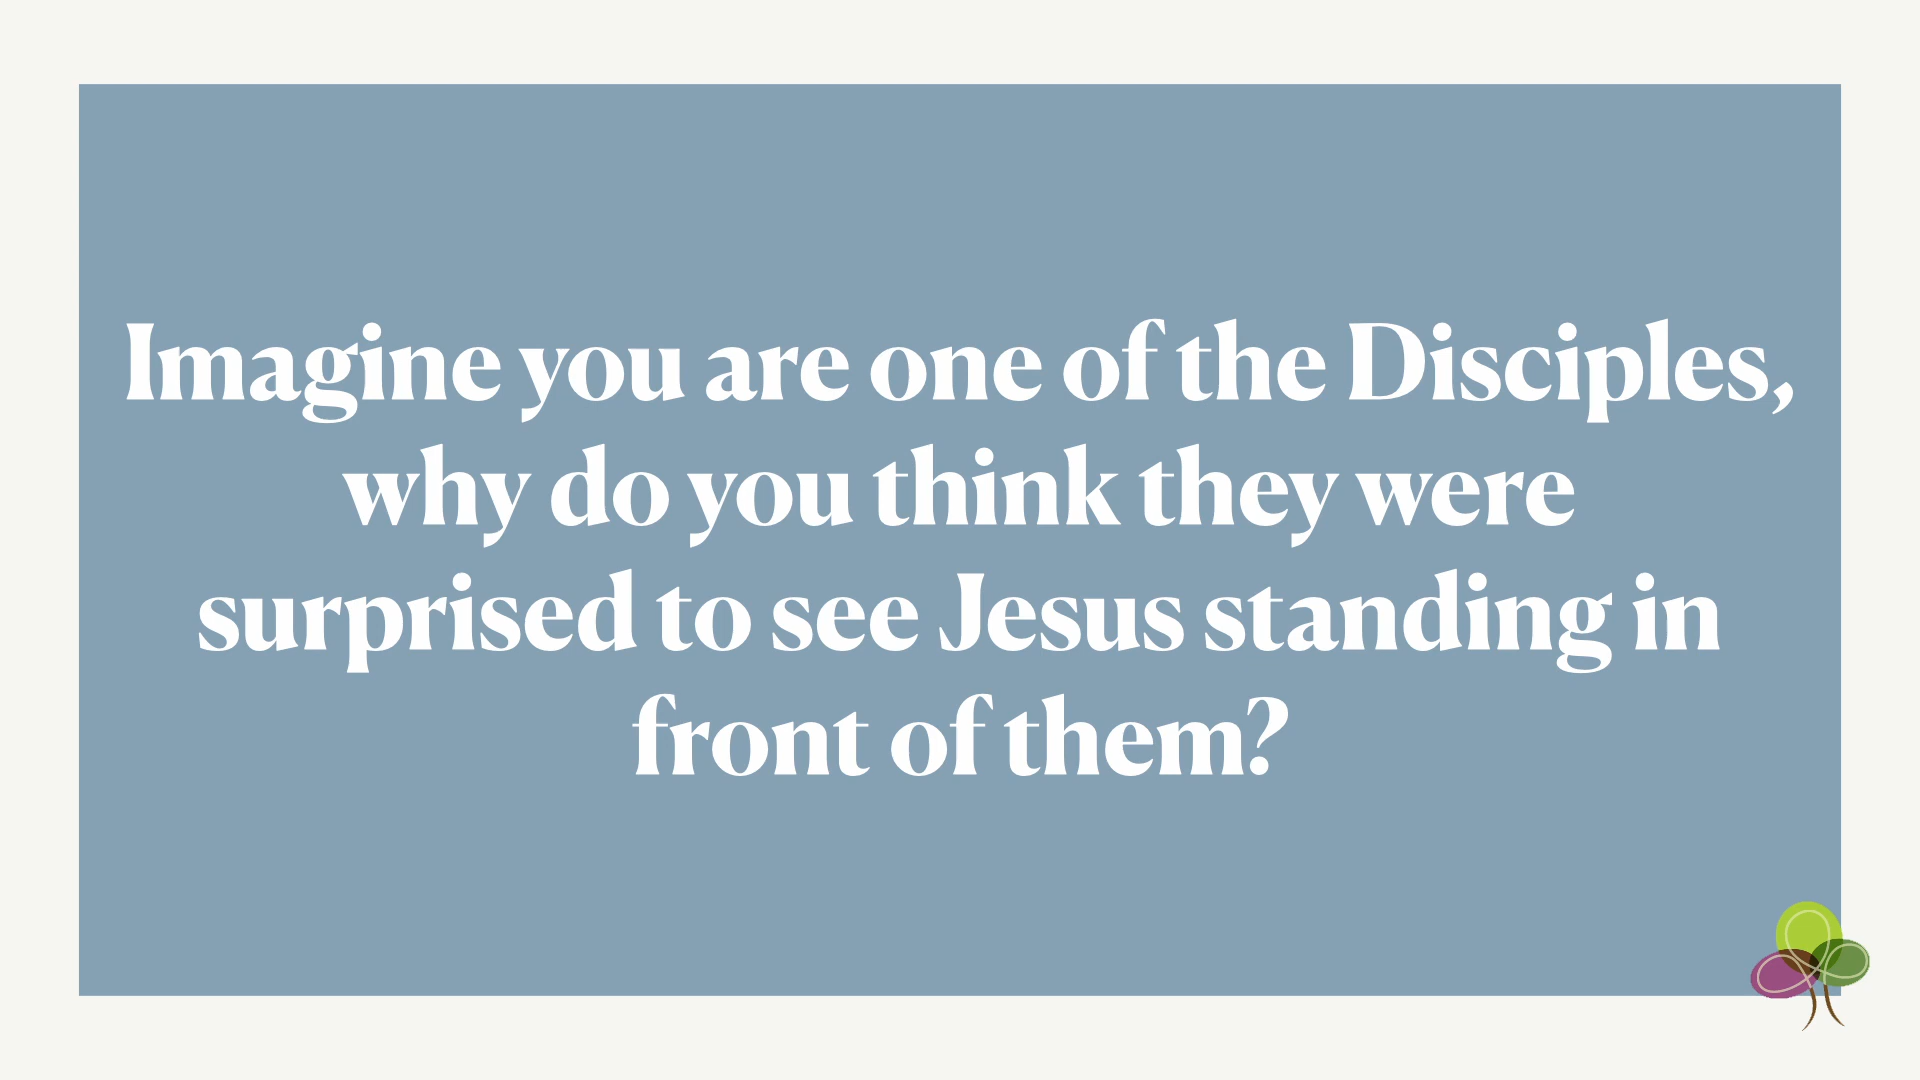 Imagine you are one of the Disciples,
why do you think they were
surprised to see Jesus standing in
front of them?